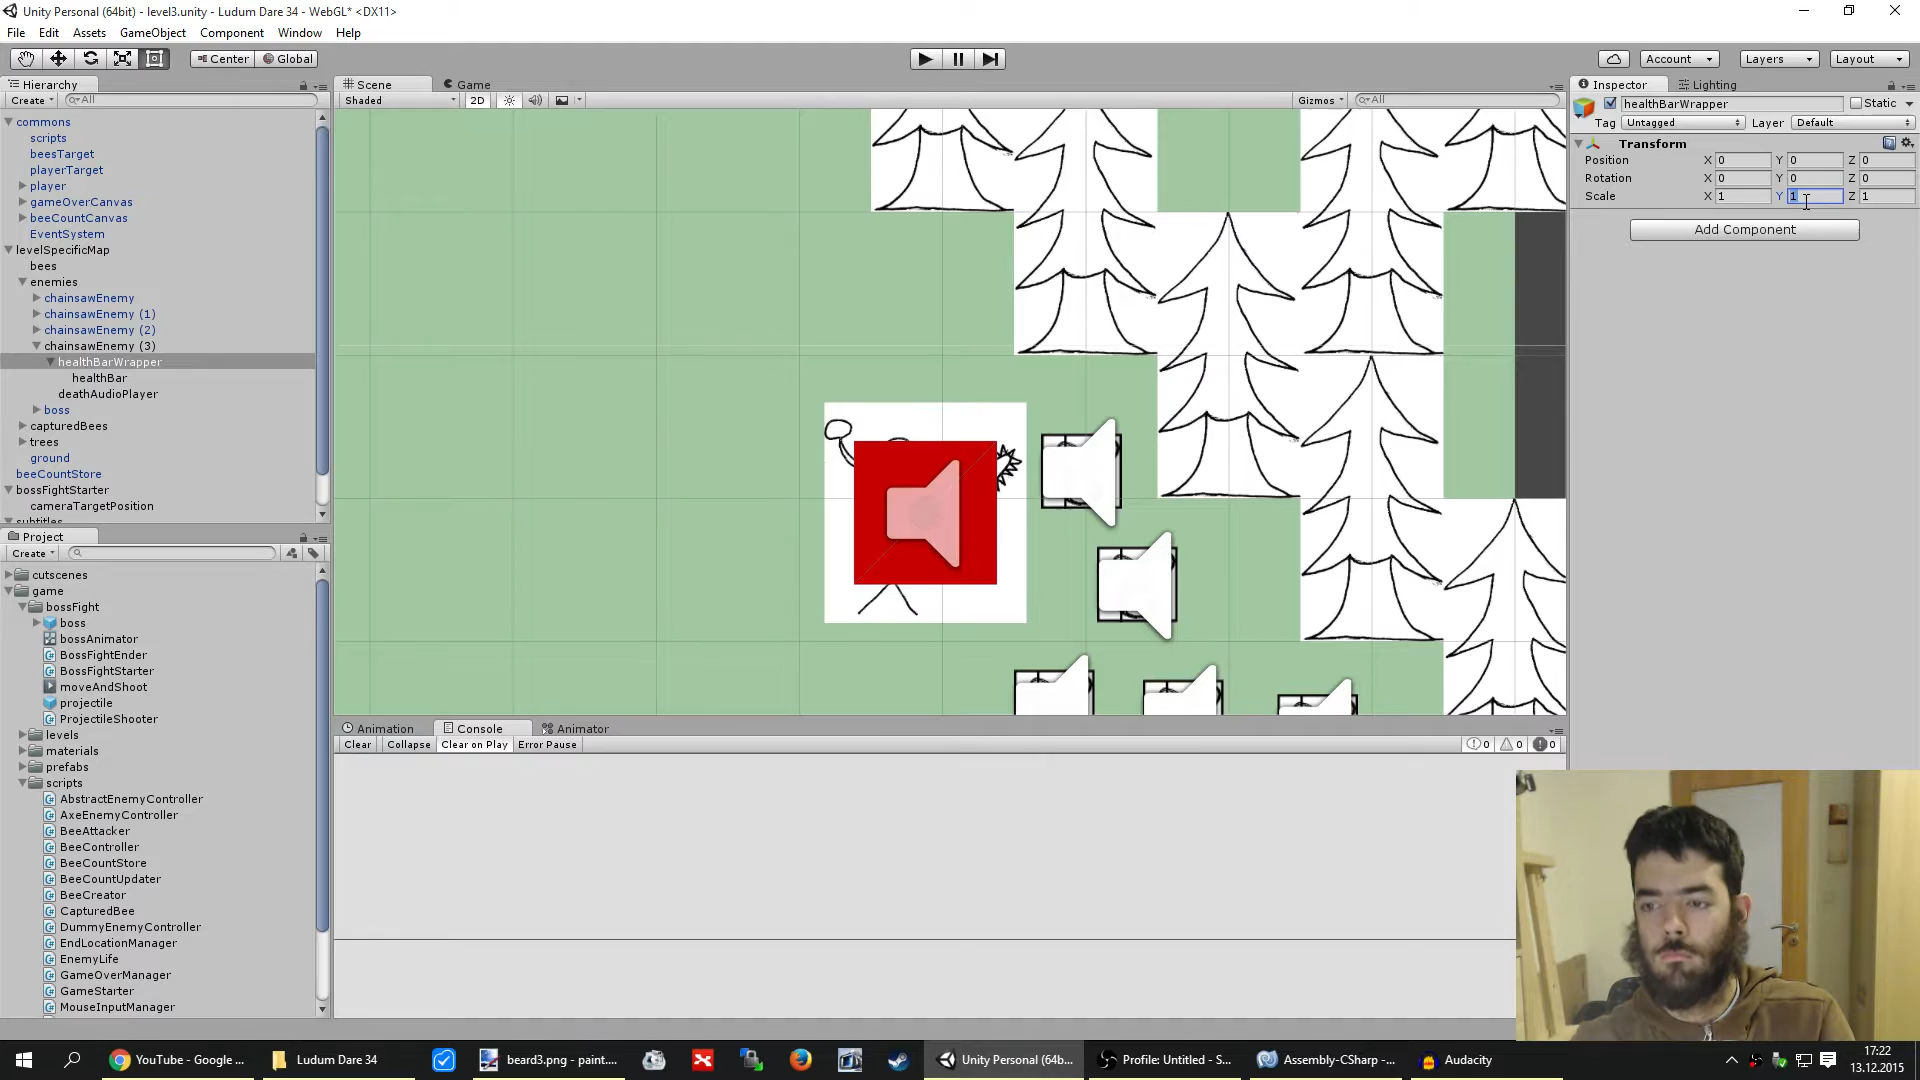 Unity Personal (64bit) - level3.unity - Ludum Dare 34 - WebGL* <DX11>
File Edit Assets GameObject Component Window Help
Center Global Account Layers Layout
Hierarchy
Create All
commons
scripts
beesTarget
playerTarget
player
gameOverCanvas
beeCountCanvas
EventSystem
levelSpecificMap
bees
enemies
chainsawEnemy
chainsawEnemy (1)
chainsawEnemy (2)
chainsawEnemy (3)
healthBarWrapper
healthBar
deathAudioPlayer
boss
capturedBees
trees
ground
beeCountStore
bossFightStarter
cameraTargetPosition
subtitles
Project
Create
cutscenes
game
bossFight
boss
bossAnimator
BossFightEnder
BossFightStarter
moveAndShoot
projectile
ProjectileShooter
levels
materials
prefabs
scripts
AbstractEnemyController
AxeEnemyController
BeeAttacker
BeeController
BeeCountStore
BeeCountUpdater
BeeCreator
CapturedBee
DummyEnemyController
EndLocationManager
EnemyLife
GameOverManager
GameStarter
MouseInputManager
Scene Game
Shaded 2D Gizmos All
Animation Console Animator
Clear Collapse Clear on Play Error Pause 0 0 0
Inspector Lighting
healthBarWrapper Static
Tag Untagged Layer Default
Transform
Position X 0 Y 0 Z 0
Rotation X 0 Y 0 Z 0
Scale X 1 Y 1 Z 1
Add Component
YouTube - Google ... Ludum Dare 34 beard3.png - paint.... Unity Personal (64b... Profile: Untitled - S... Assembly-CSharp -... Audacity
17:22
13.12.2015